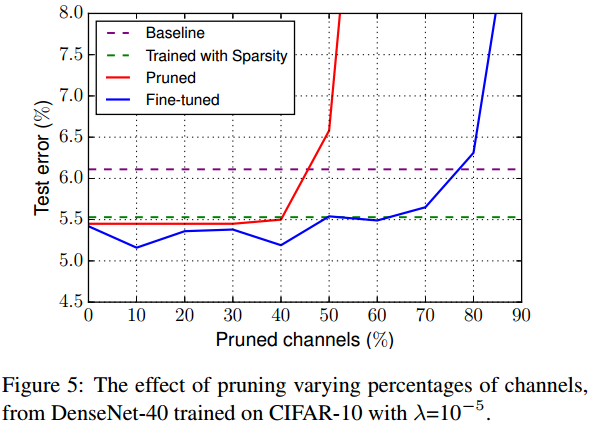 8.0
7.5
7.0
6.5
6.0
5.5
5.0
4.5
Test error (%)
Baseline
Trained with Sparsity
Pruned
Fine-tuned
0 10 20 30 40 50 60 70 80 90
Pruned channels (%)
Figure 5: The effect of pruning varying percentages of channels,
from DenseNet-40 trained on CIFAR-10 with λ=10⁻⁵.